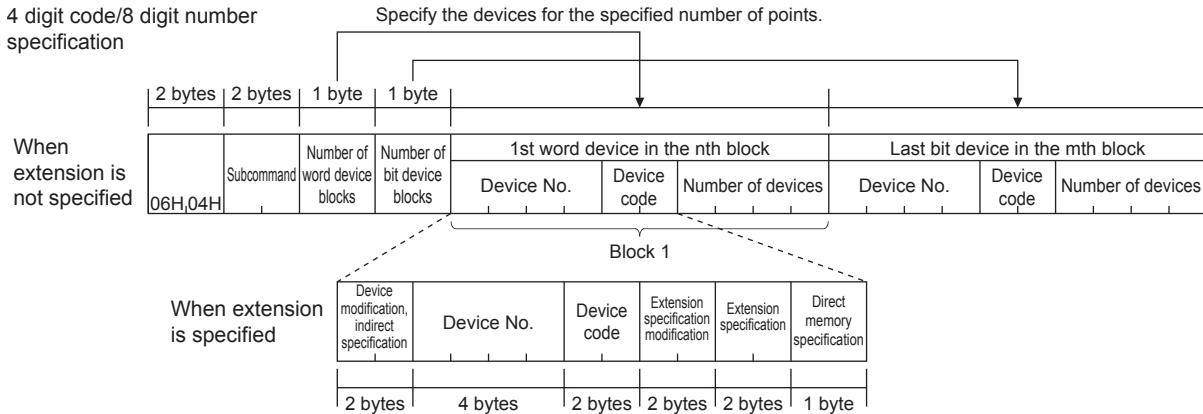 4 digit code/8 digit number
specification
Specify the devices for the specified number of points.
2 bytes 2 bytes 1 byte 1 byte
When
extension is
not specified
06H 04H
Subcommand
Number of
word device
blocks
Number of
bit device
blocks
1st word device in the nth block
Device No.
Device
code
Number of devices
Last bit device in the mth block
Device No.
Device
code
Number of devices
Block 1
When extension
is specified
Device
modification,
indirect
specification
Device No.
Device
code
Extension
specification
modification
Extension
specification
Direct
memory
specification
2 bytes 4 bytes 2 bytes 2 bytes 2 bytes 1 byte